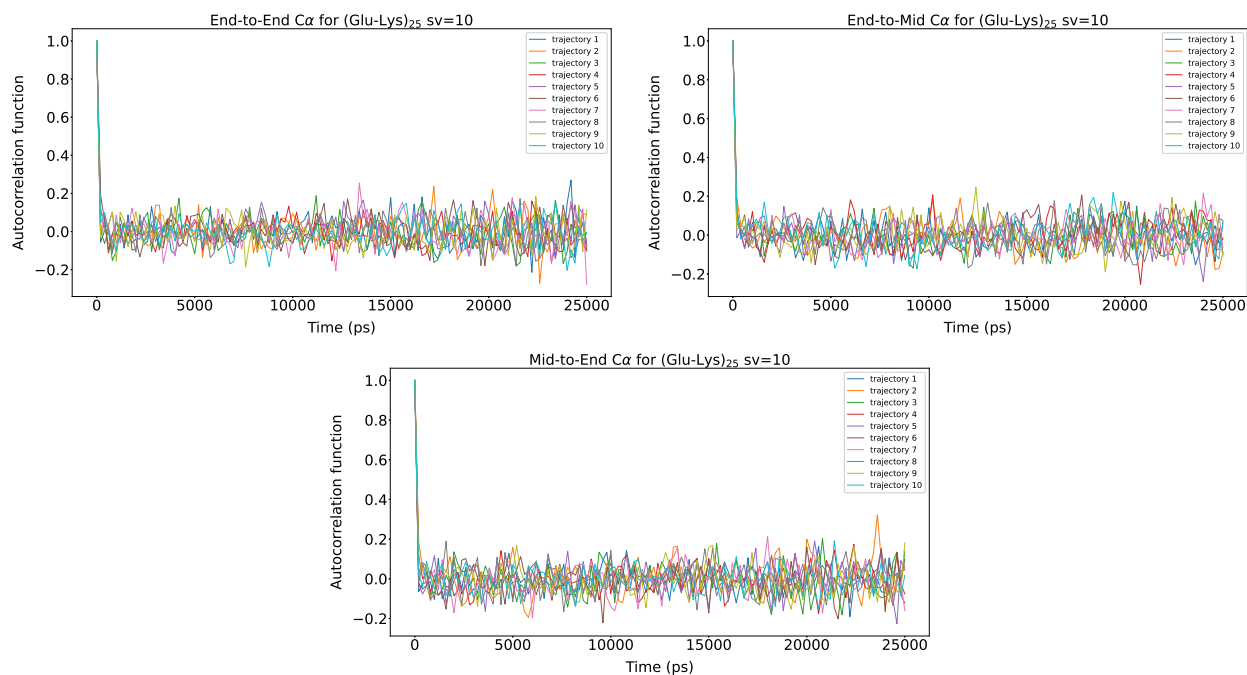 End-to-End Cα for (Glu-Lys)₂₅ sv=10
Autocorrelation function
1.0
0.8
0.6
0.4
0.2
0.0
−0.2
0
5000
10000
15000
20000
25000
Time (ps)
trajectory 1
trajectory 2
trajectory 3
trajectory 4
trajectory 5
trajectory 6
trajectory 7
trajectory 8
trajectory 9
trajectory 10
End-to-Mid Cα for (Glu-Lys)₂₅ sv=10
Autocorrelation function
1.0
0.8
0.6
0.4
0.2
0.0
−0.2
0
5000
10000
15000
20000
25000
Time (ps)
trajectory 1
trajectory 2
trajectory 3
trajectory 4
trajectory 5
trajectory 6
trajectory 7
trajectory 8
trajectory 9
trajectory 10
Mid-to-End Cα for (Glu-Lys)₂₅ sv=10
Autocorrelation function
1.0
0.8
0.6
0.4
0.2
0.0
−0.2
0
5000
10000
15000
20000
25000
Time (ps)
trajectory 1
trajectory 2
trajectory 3
trajectory 4
trajectory 5
trajectory 6
trajectory 7
trajectory 8
trajectory 9
trajectory 10